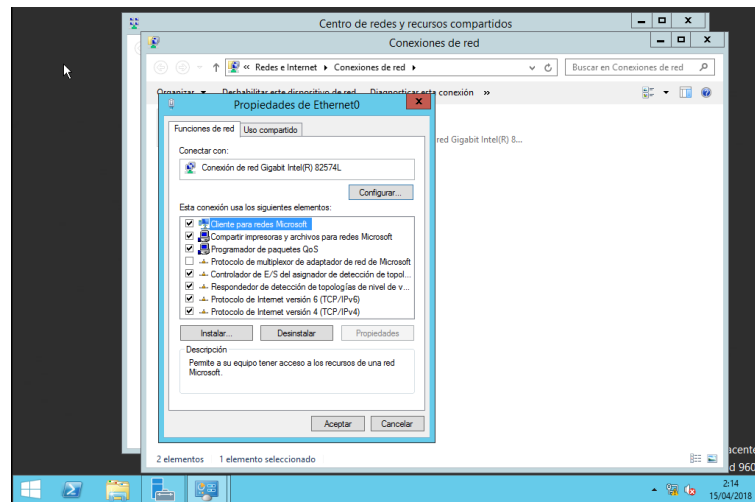 Centro de redes y recursos compartidos
Conexiones de red
« Redes e Internet Conexiones de red
Buscar en Conexiones de red
Organizar Deshabilitar este dispositivo de red Diagnosticar esta conexión »
Propiedades de Ethernet0
red Gigabit Intel(R) 8...
Funciones de red Uso compartido
Conectar con:
Conexión de red Gigabit Intel(R) 82574L
Configurar...
Esta conexión usa los siguientes elementos:
Cliente para redes Microsoft
Compartir impresoras y archivos para redes Microsoft
Programador de paquetes QoS
Protocolo de multiplexor de adaptador de red de Microsoft
Controlador de E/S del asignador de detección de topol...
Respondedor de detección de topologías de nivel de v...
Protocolo de Internet versión 6 (TCP/IPv6)
Protocolo de Internet versión 4 (TCP/IPv4)
Instalar... Desinstalar Propiedades
Descripción
Permite a su equipo tener acceso a los recursos de una red
Microsoft.
Aceptar Cancelar
2 elementos 1 elemento seleccionado
acente
d 960
2:14
15/04/2018